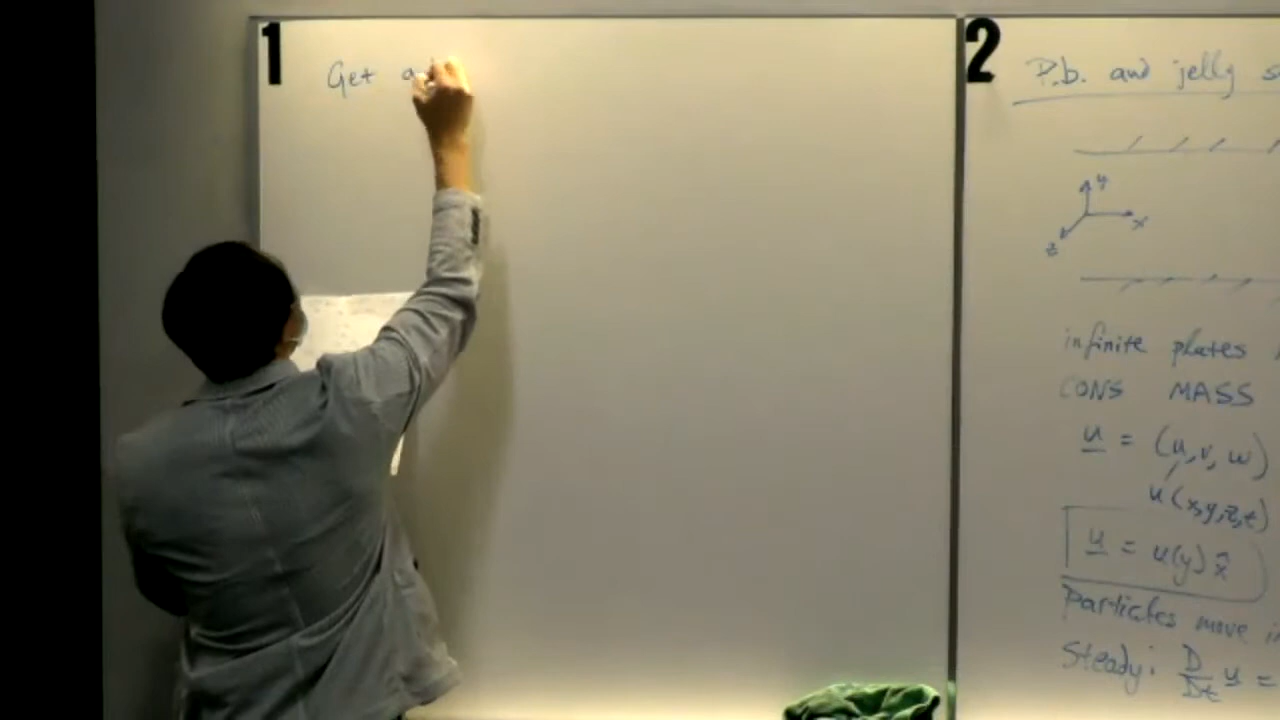 1
Get a
2
P.b. and jelly s
y
x
z
infinite plates
CONS MASS
u = (u, v, w)
u(x,y,z,t)
u = u(y) x̂
Particles move i
Steady: D/Dt u =